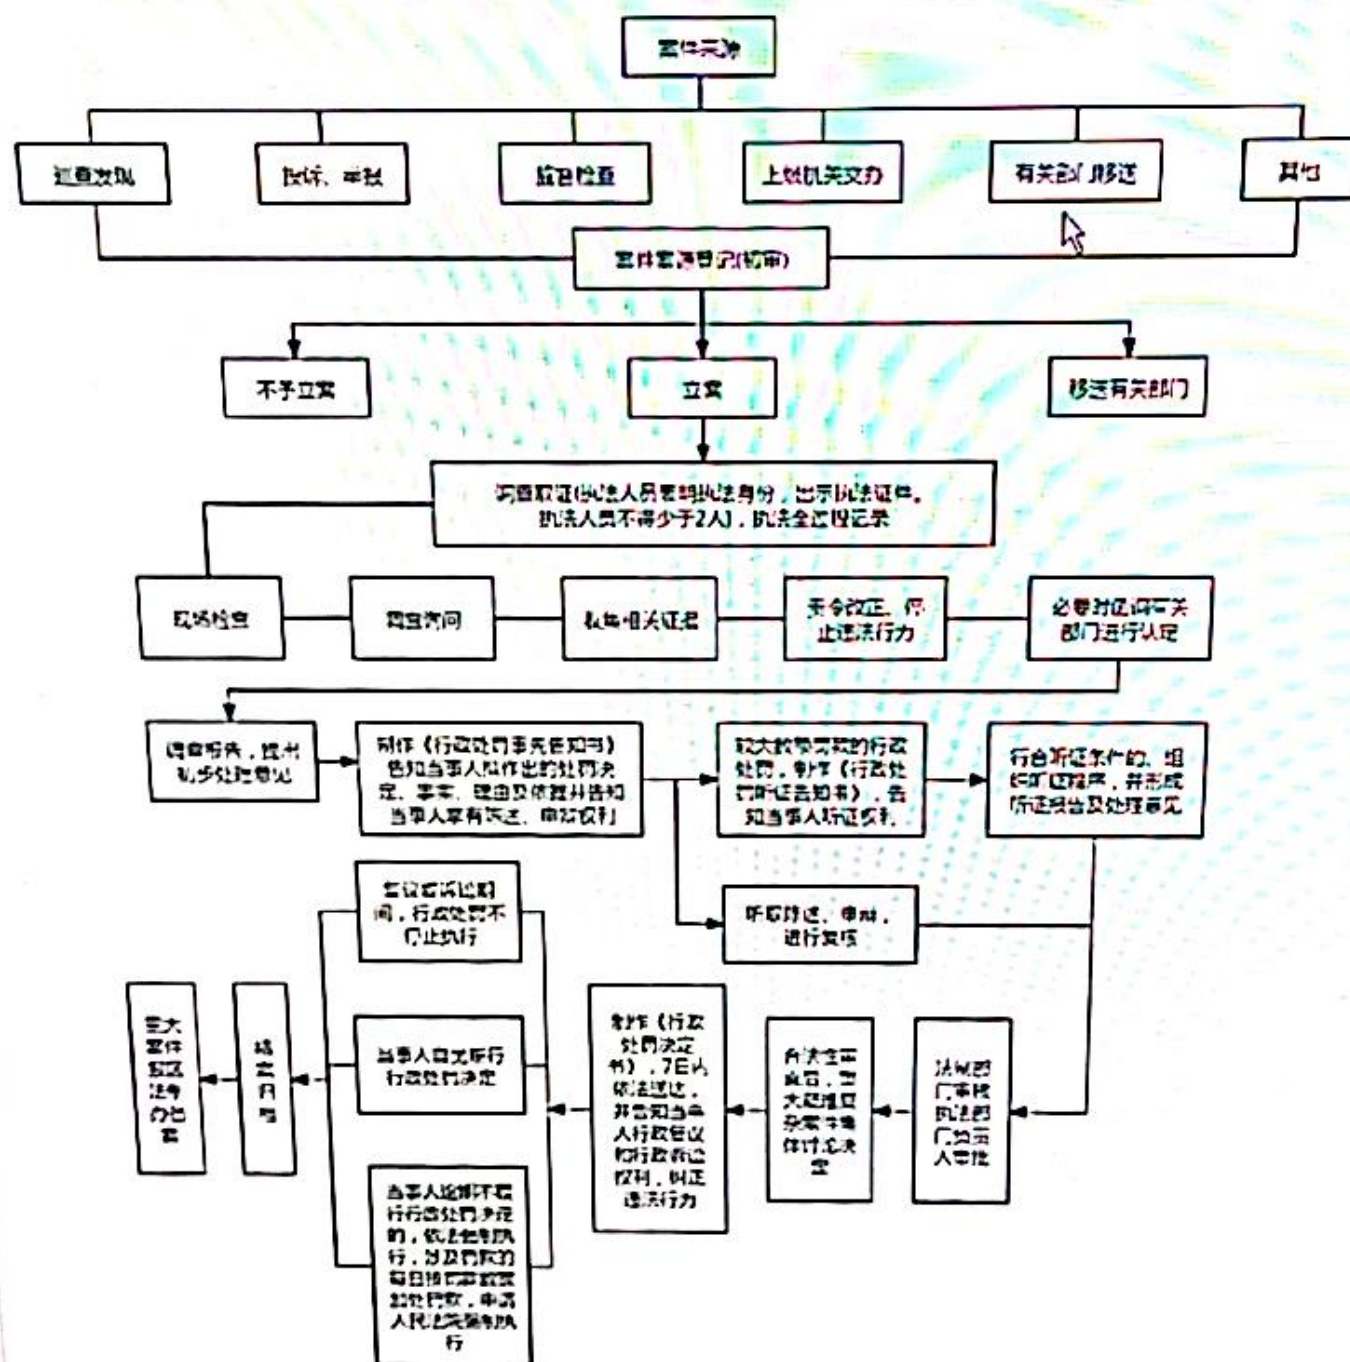 案件来源
巡查发现
投诉、举报
监督检查
上级机关交办
有关部门移送
其他
案件案源登记(初审)
不予立案
立案
移送有关部门
调查取证(执法人员表明执法身份，出示执法证件。
执法人员不得少于2人)，执法全过程记录
现场检查
调查询问
收集相关证据
责令改正、停
止违法行为
必要时函询有关
部门进行认定
调查报告，提出
初步处理意见
制作《行政处罚事先告知书》
告知当事人拟作出的处罚决
定、事实、理由及依据并告知
当事人享有陈述、申辩权利
较大数额罚款的行政
处罚，制作《行政处
罚听证告知书》，告
知当事人听证权利
符合听证条件的、组
织听证程序，并形成
听证报告及处理意见
听取陈述、申辩，
进行复核
复议或诉讼期
间，行政处罚不
停止执行
当事人自觉履行
行政处罚决定
当事人逾期不履
行行政处罚决定
的，依法强制执
行，涉及罚款的
每日按罚款数额
加处罚款，申请
人民法院强制执
行
制作《行政
处罚决定
书》，7日内
依法送达，
并告知当事
人行政复议
和行政诉讼
权利，纠正
违法行为
合法性审
查后，重
大疑难复
杂案件集
体讨论决
定
法制部
门审核
执法部
门负责
人审批
结案归
档
重大
案件
报区
法制
办备
案